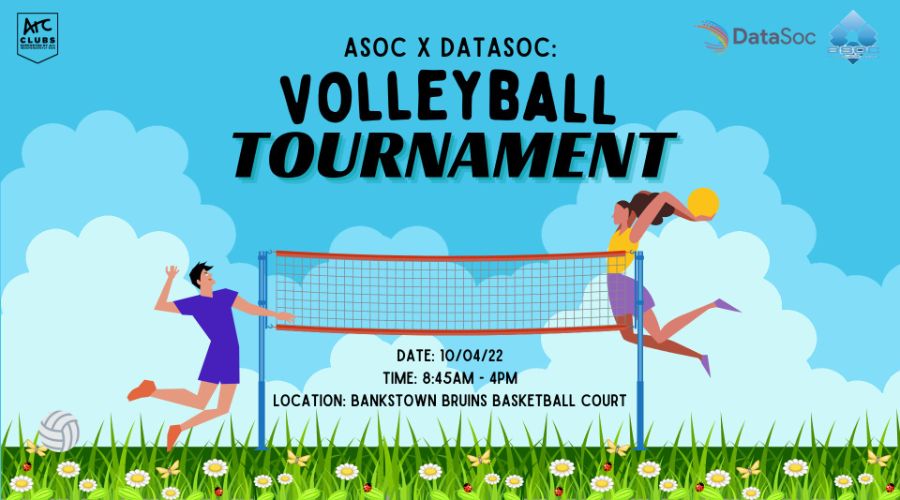 Arc
CLUBS
DataSoc
ASOC
ASOC X DATASOC:
VOLLEYBALL
TOURNAMENT
DATE: 10/04/22
TIME: 8:45AM - 4PM
LOCATION: BANKSTOWN BRUINS BASKETBALL COURT